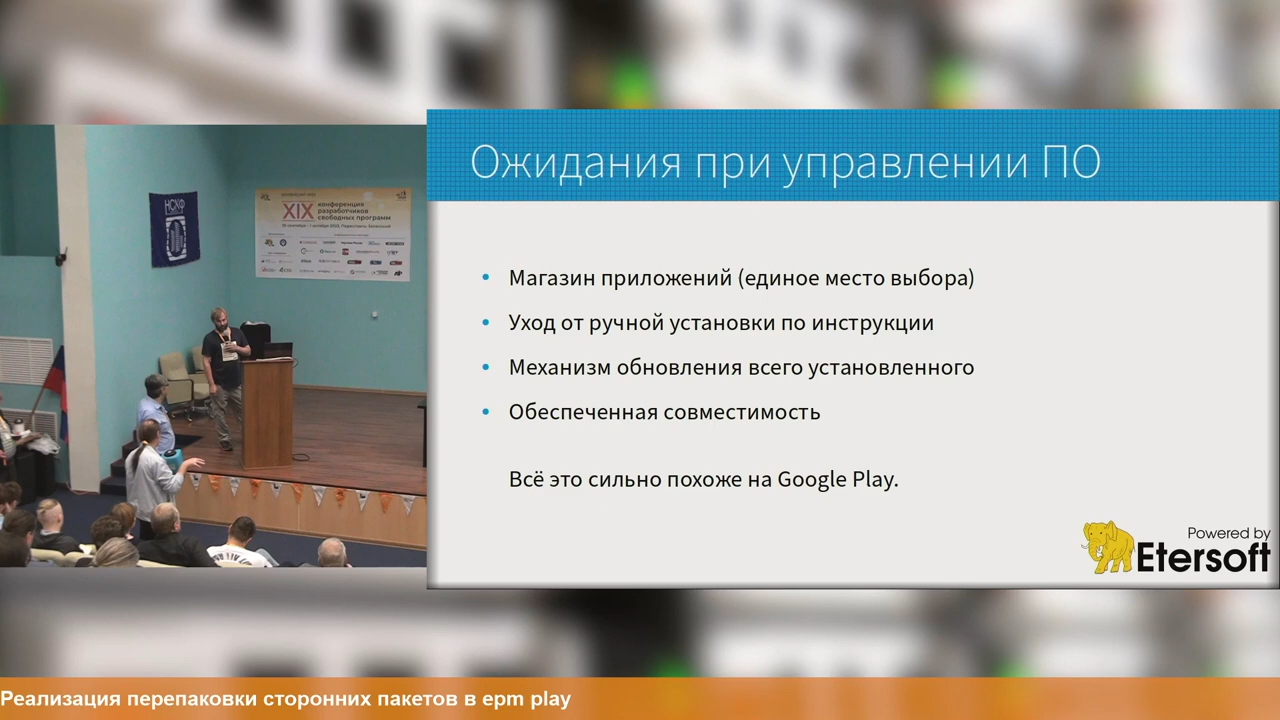 Ожидания при управлении ПО
• Магазин приложений (единое место выбора)
• Уход от ручной установки по инструкции
• Механизм обновления всего установленного
• Обеспеченная совместимость
Всё это сильно похоже на Google Play.
Powered by
Etersoft
НСКФ
XIX
конференция
разработчиков
свободных программ
Реализация перепаковки сторонних пакетов в epm play